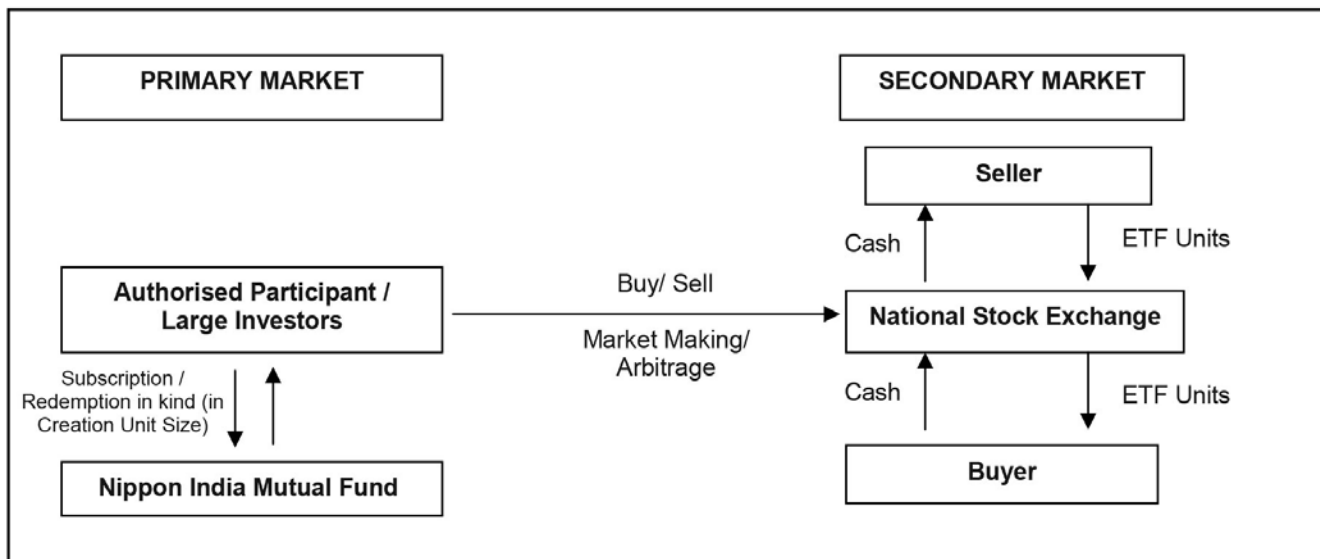 PRIMARY MARKET
SECONDARY MARKET
Seller
Cash
ETF Units
Authorised Participant /
Large Investors
Buy/ Sell
Market Making/
Arbitrage
National Stock Exchange
Subscription /
Redemption in kind (in
Creation Unit Size)
Cash
ETF Units
Nippon India Mutual Fund
Buyer